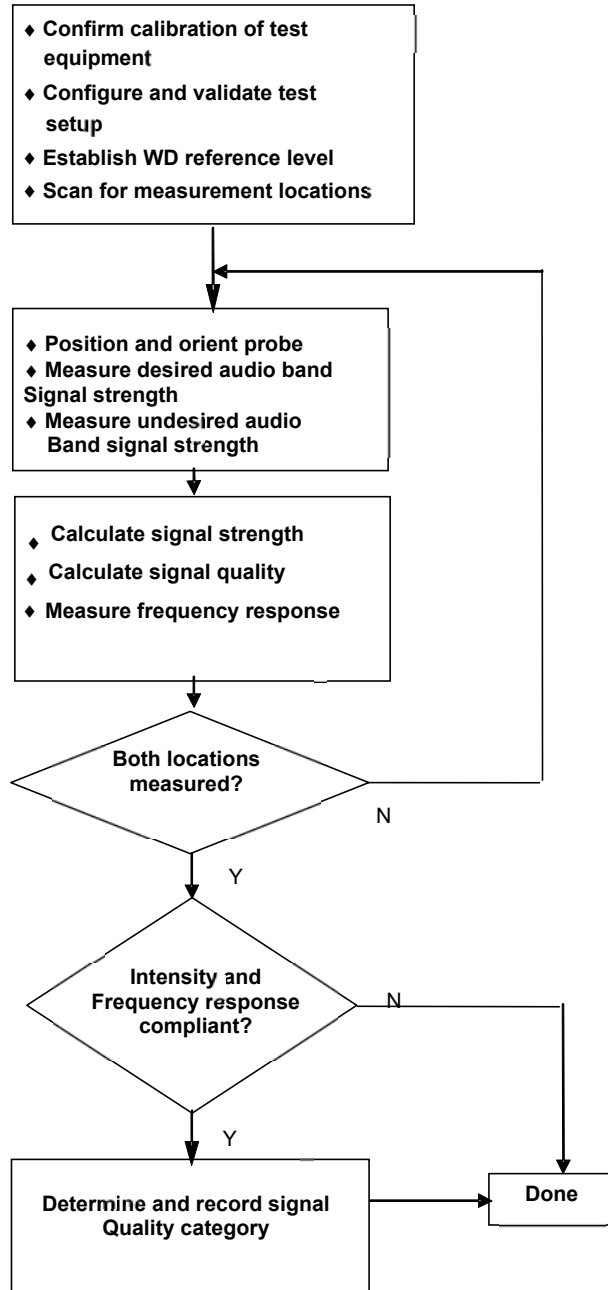 ♦ Confirm calibration of test
equipment
♦ Configure and validate test
setup
♦ Establish WD reference level
♦ Scan for measurement locations
♦ Position and orient probe
♦ Measure desired audio band
Signal strength
♦ Measure undesired audio
Band signal strength
♦ Calculate signal strength
♦ Calculate signal quality
♦ Measure frequency response
Both locations
measured?
N
Y
Intensity and
Frequency response
compliant?
N
Y
Determine and record signal
Quality category
Done